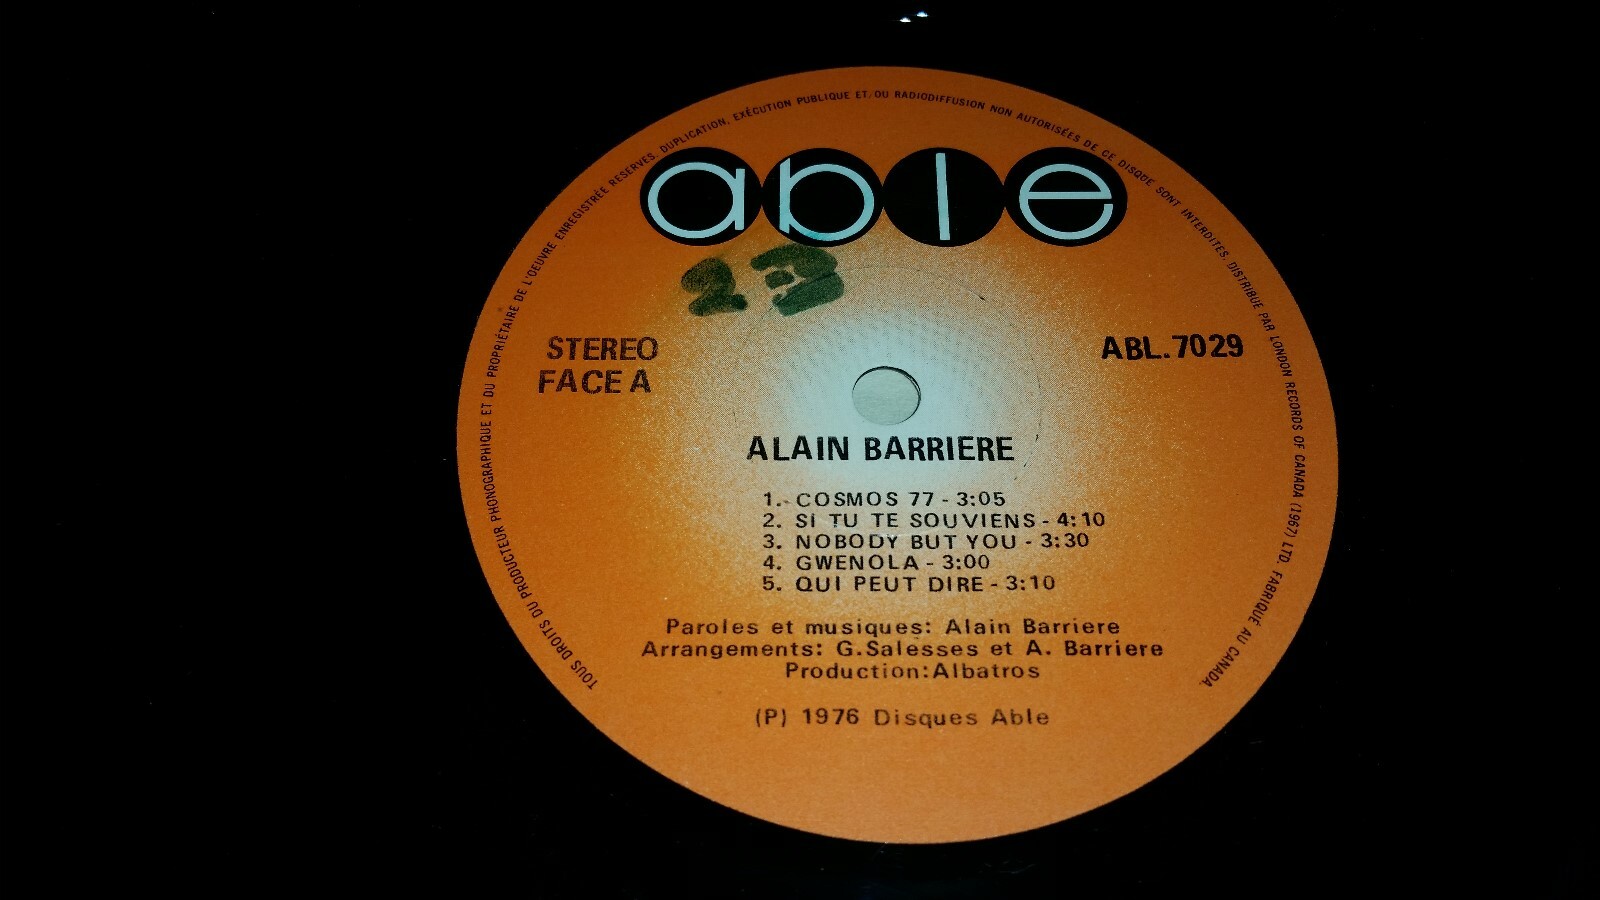 TOUS DROITS DU PRODUCTEUR PHONOGRAPHIQUE ET DU PROPRIÉTAIRE DE L'OEUVRE ENREGISTRÉE RESERVES. DUPLICATION, EXÉCUTION PUBLIQUE ET/OU RADIODIFFUSION NON AUTORISÉES DE CE DISQUE SONT INTERDITES. DISTRIBUE PAR LONDON RECORDS OF CANADA (1967) LTD. FABRIQUÉ AU CANADA.
able
23
STEREO
FACE A
ABL.7029
ALAIN BARRIERE
1. COSMOS 77 - 3:05
2. SI TU TE SOUVIENS - 4:10
3. NOBODY BUT YOU - 3:30
4. GWENOLA - 3:00
5. QUI PEUT DIRE - 3:10
Paroles et musiques: Alain Barriere
Arrangements: G.Salesses et A. Barriere
Production:Albatros
(P) 1976 Disques Able